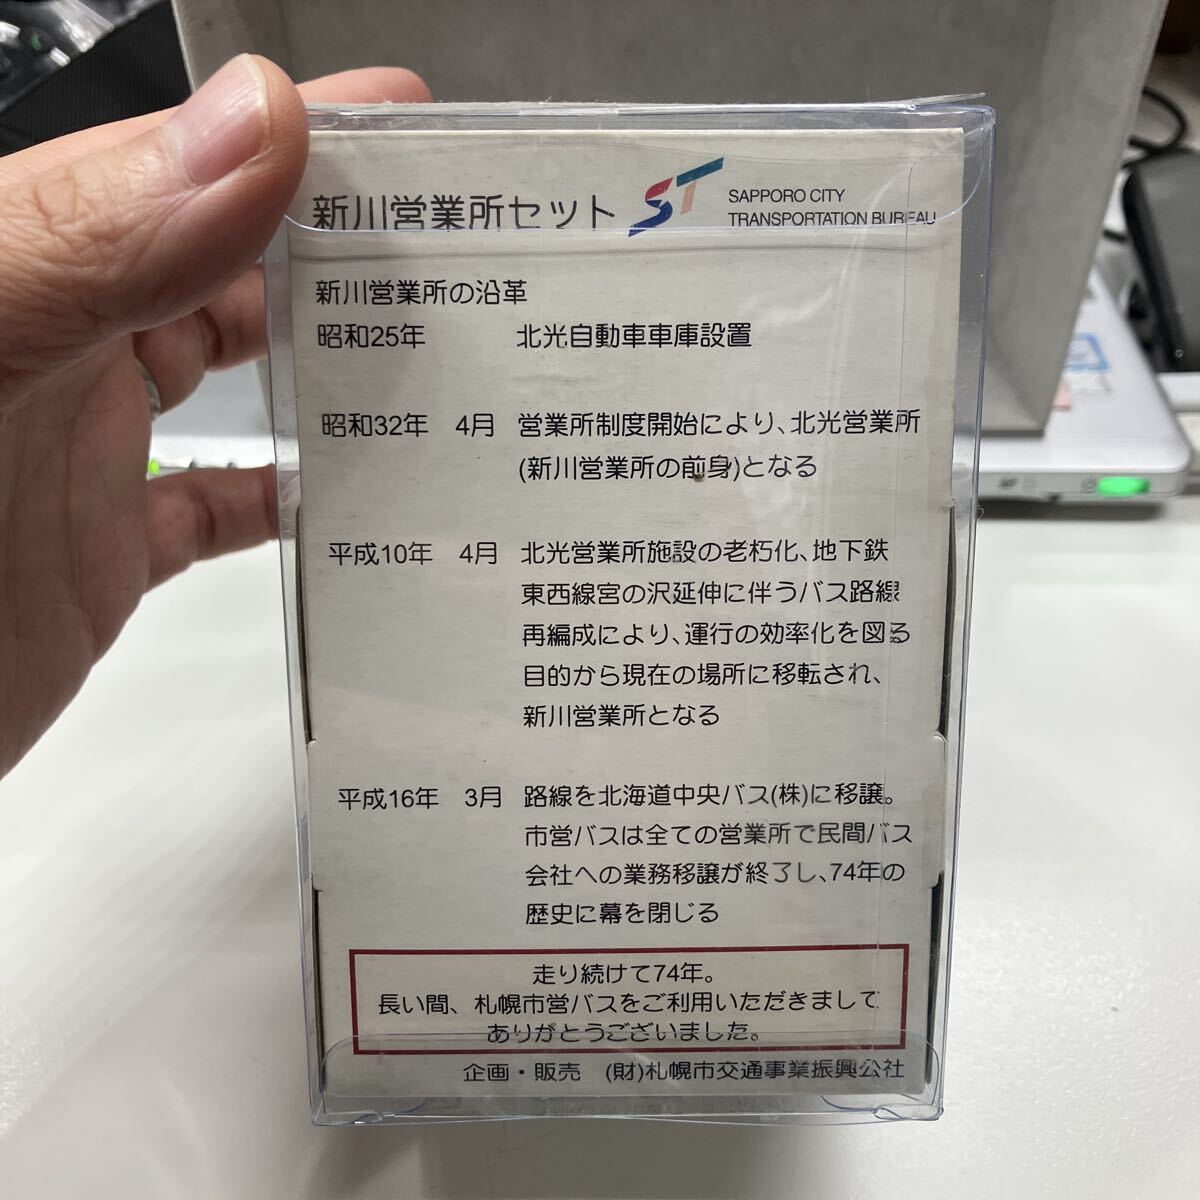 新川営業所セット ST SAPPORO CITY
TRANSPORTATION BUREAU
新川営業所の沿革
昭和25年 北光自動車車庫設置
昭和32年 4月 営業所制度開始により、北光営業所
(新川営業所の前身)となる
平成10年 4月 北光営業所施設の老朽化、地下鉄
東西線宮の沢延伸に伴うバス路線
再編成により、運行の効率化を図る
目的から現在の場所に移転され、
新川営業所となる
平成16年 3月 路線を北海道中央バス(株)に移譲。
市営バスは全ての営業所で民間バス
会社への業務移譲が終了し、74年の
歴史に幕を閉じる
走り続けて74年。
長い間、札幌市営バスをご利用いただきまして
ありがとうございました。
企画・販売 (財)札幌市交通事業振興公社